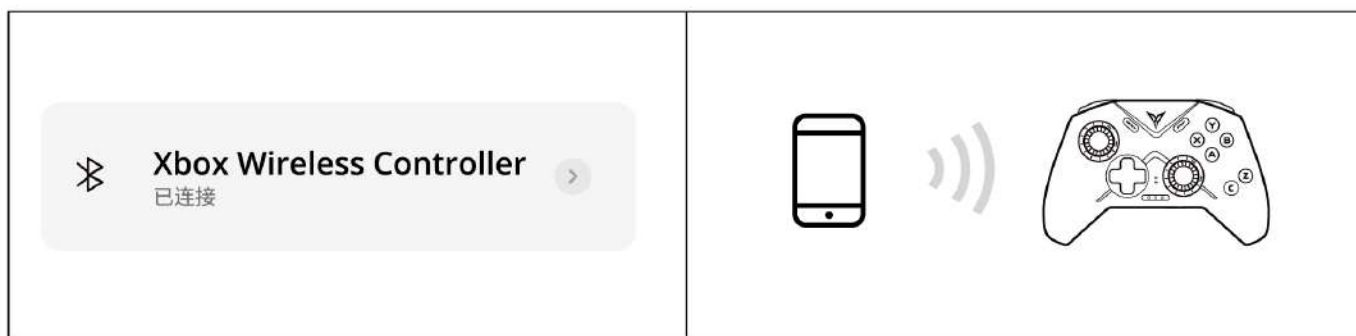 Xbox Wireless Controller
已连接
Y
X
B
A
Z
C